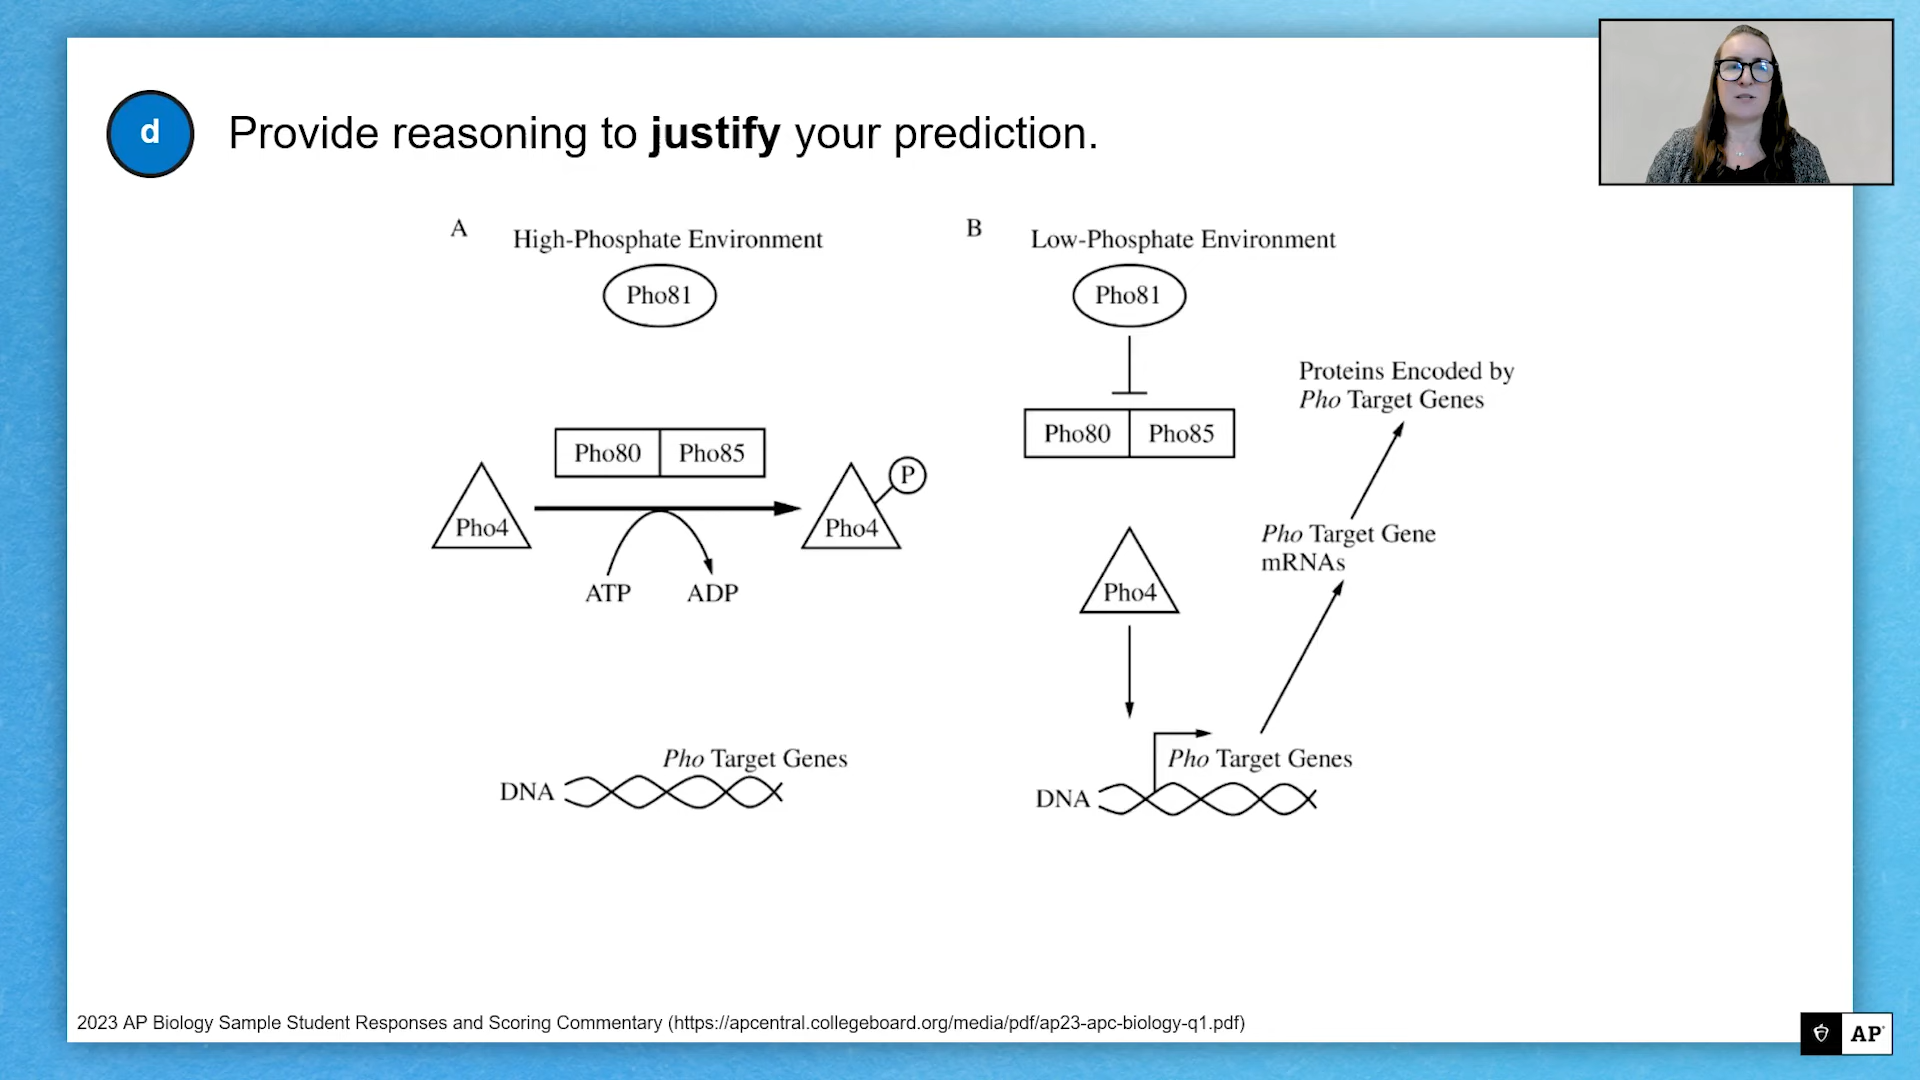 d
Provide reasoning to justify your prediction.
A
High-Phosphate Environment
Pho81
Pho80 Pho85
Pho4
Pho4
P
ATP
ADP
Pho Target Genes
DNA
B
Low-Phosphate Environment
Pho81
Pho80 Pho85
Proteins Encoded by
Pho Target Genes
Pho Target Gene
mRNAs
Pho4
Pho Target Genes
DNA
2023 AP Biology Sample Student Responses and Scoring Commentary (https://apcentral.collegeboard.org/media/pdf/ap23-apc-biology-q1.pdf)
AP